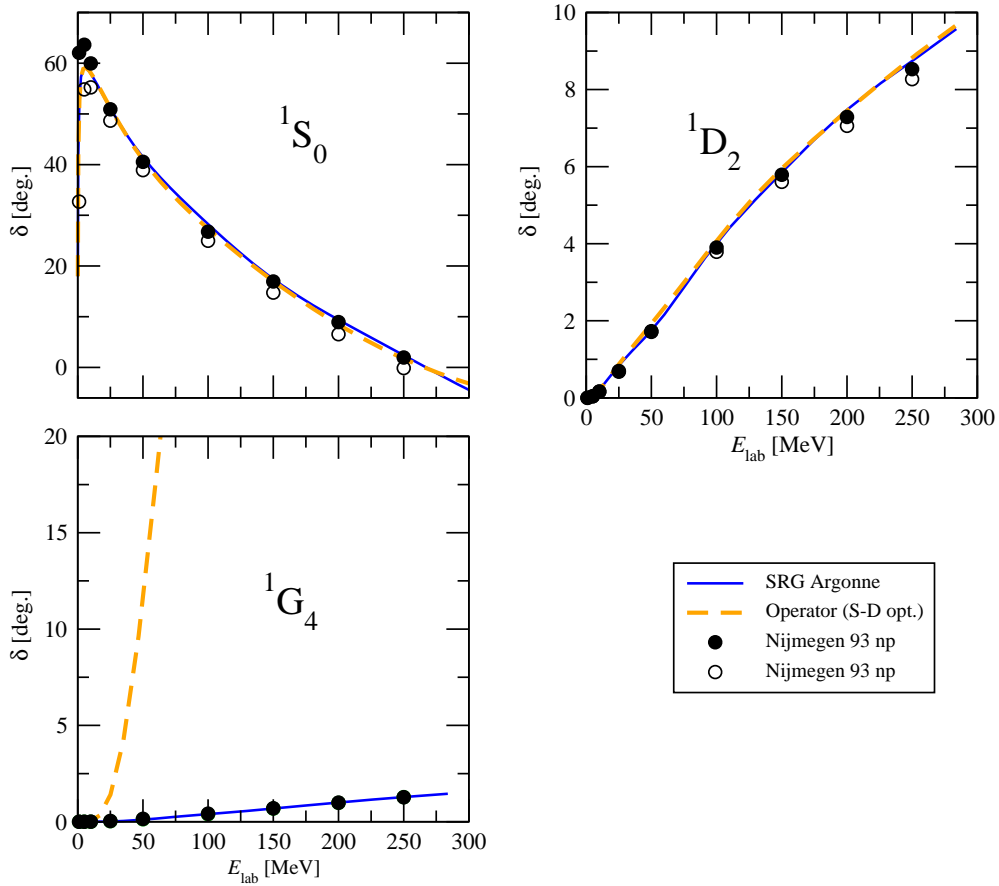 60
40
20
0
δ [deg.]
¹S₀
10
8
6
4
2
0
δ [deg.]
¹D₂
0 50 100 150 200 250 300
E_lab [MeV]
20
15
10
5
0
δ [deg.]
¹G₄
0 50 100 150 200 250 300
E_lab [MeV]
SRG Argonne
Operator (S-D opt.)
Nijmegen 93 np
Nijmegen 93 np